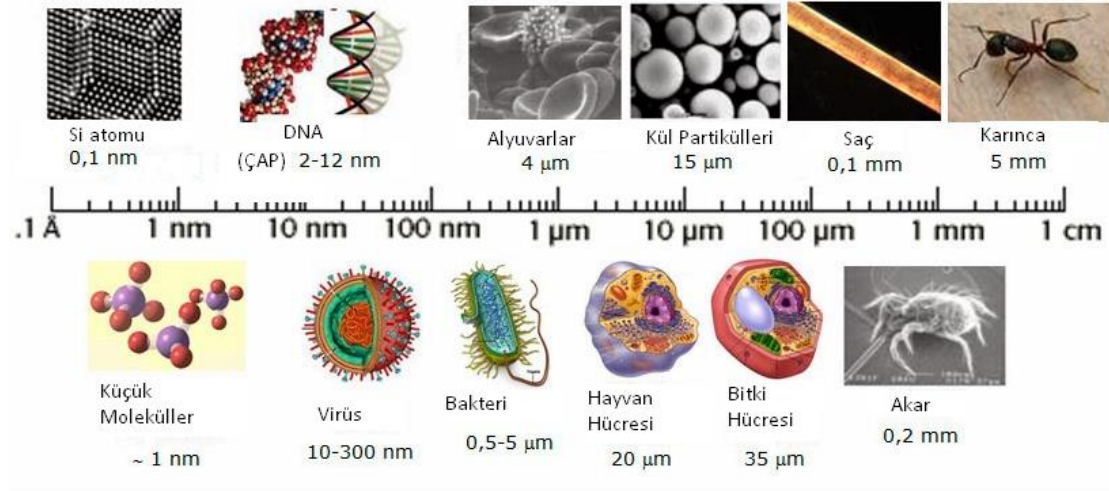 Si atomu
0,1 nm
DNA
(ÇAP) 2-12 nm
Alyuvarlar
4 µm
Kül Partikülleri
15 µm
Saç
0,1 mm
Karınca
5 mm
.1 Å 1 nm 10 nm 100 nm 1 µm 10 µm 100 µm 1 mm 1 cm
Küçük
Moleküller
~ 1 nm
Virüs
10-300 nm
Bakteri
0,5-5 µm
Hayvan
Hücresi
20 µm
Bitki
Hücresi
35 µm
Akar
0,2 mm